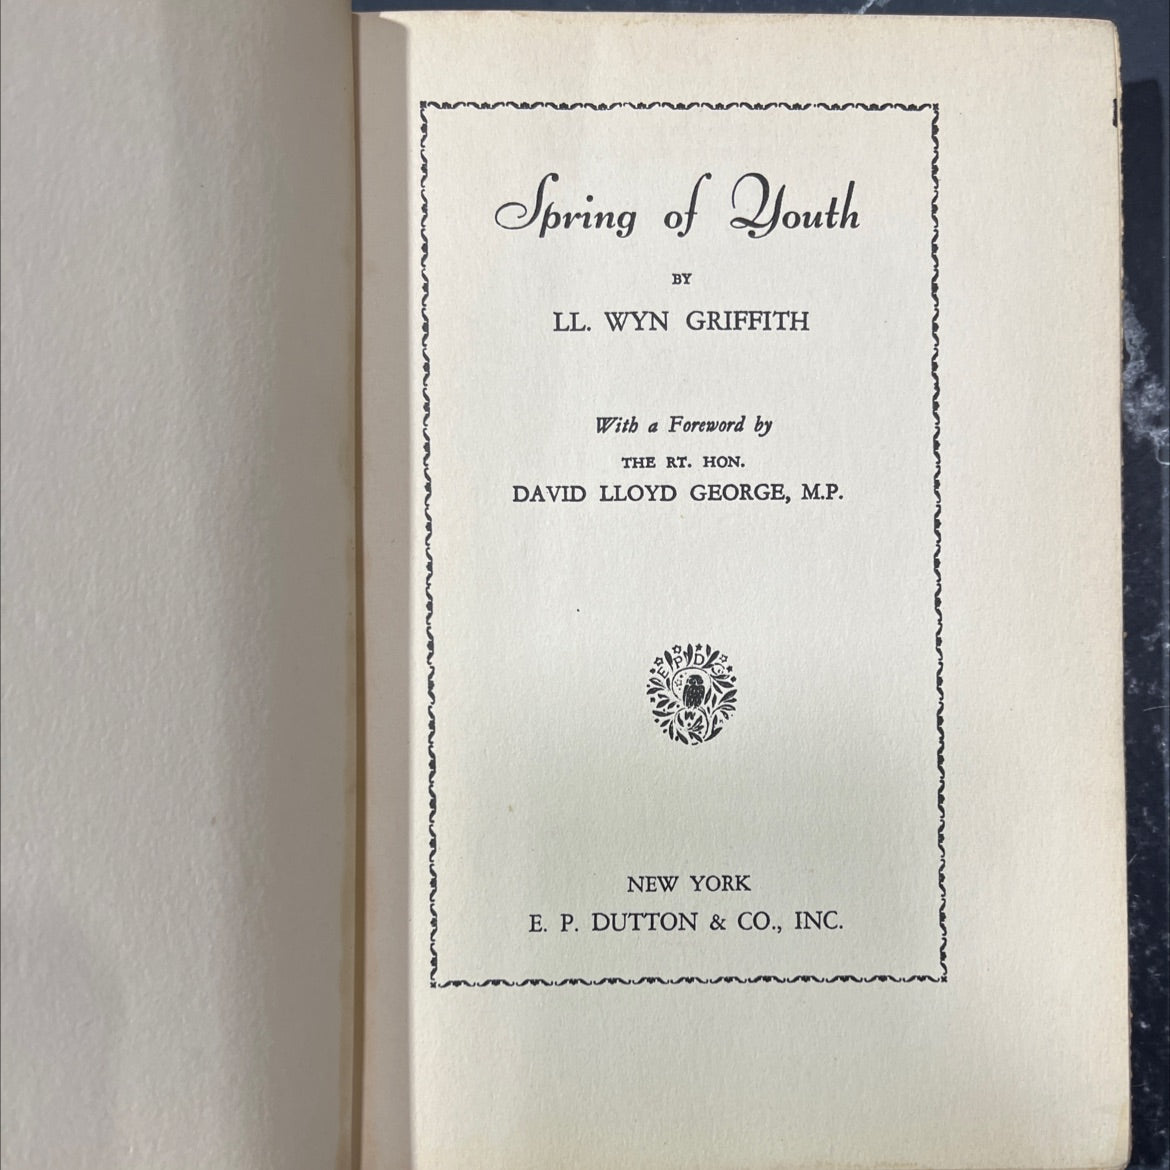 Spring of Youth
BY
LL. WYN GRIFFITH
With a Foreword by
THE RT. HON.
DAVID LLOYD GEORGE, M.P.
E P D C
NEW YORK
E. P. DUTTON & CO., INC.